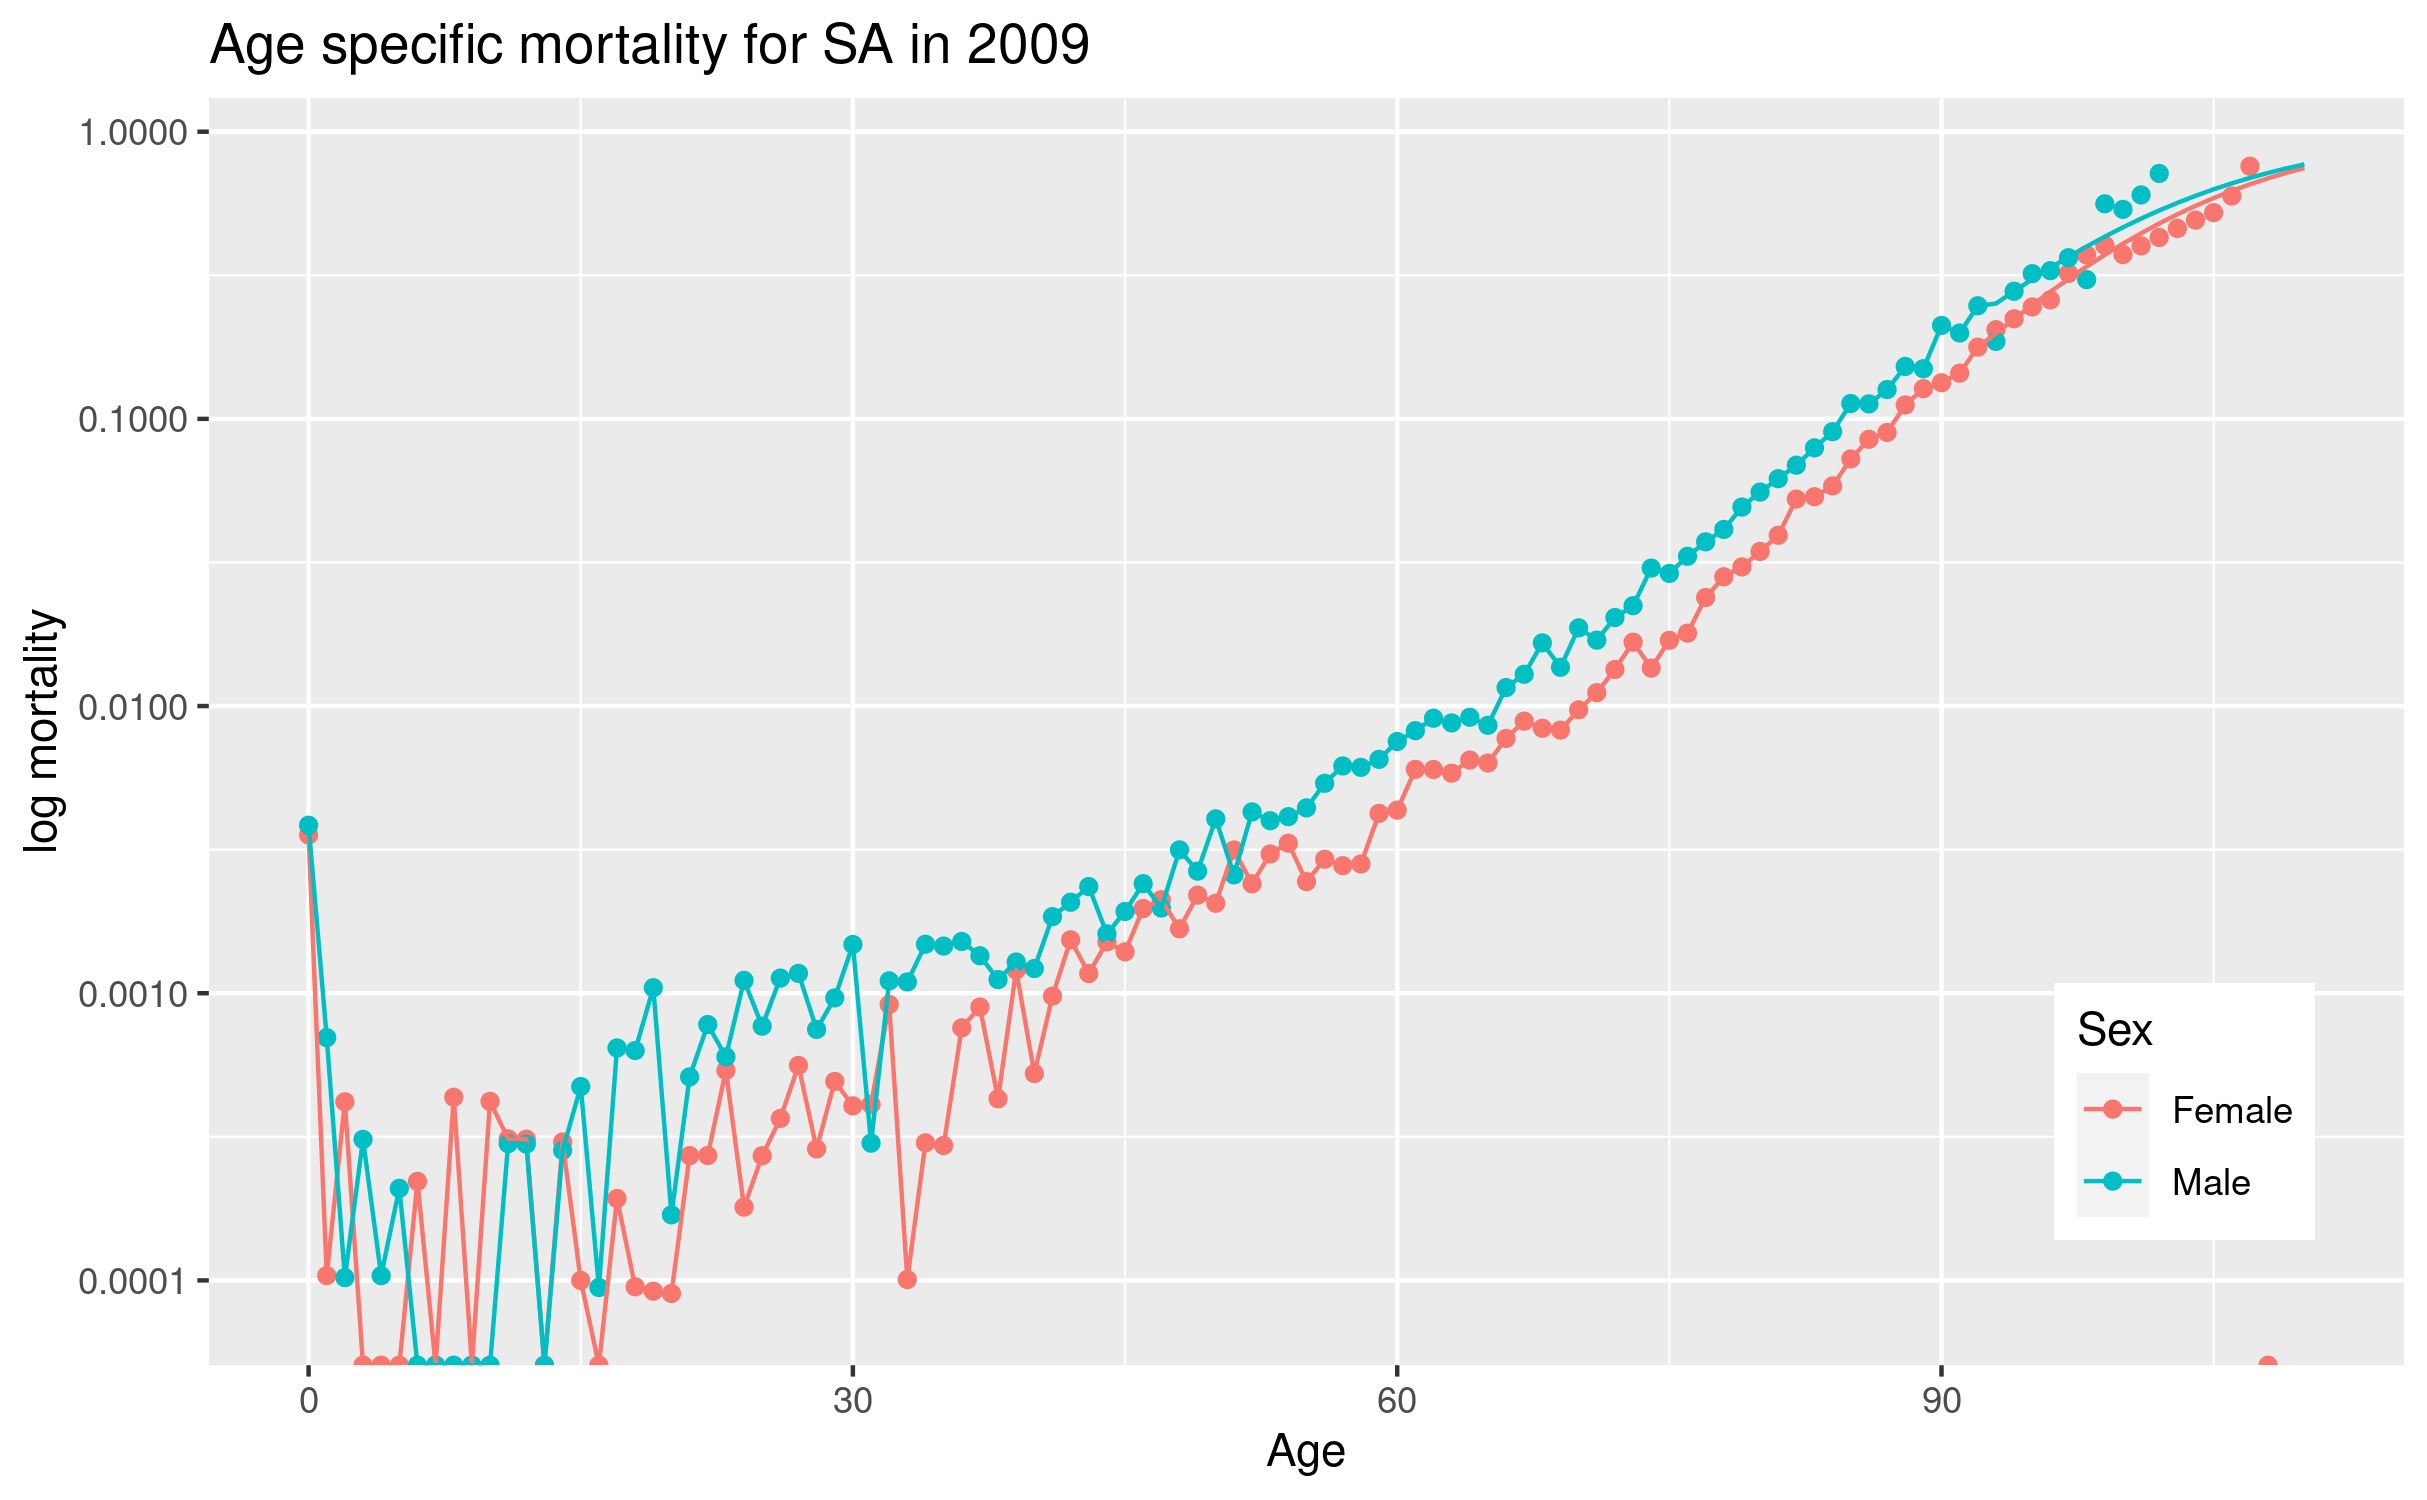 Age specific mortality for SA in 2009
log mortality
1.0000
0.1000
0.0100
0.0010
0.0001
0
30
60
90
Age
Sex
Female
Male